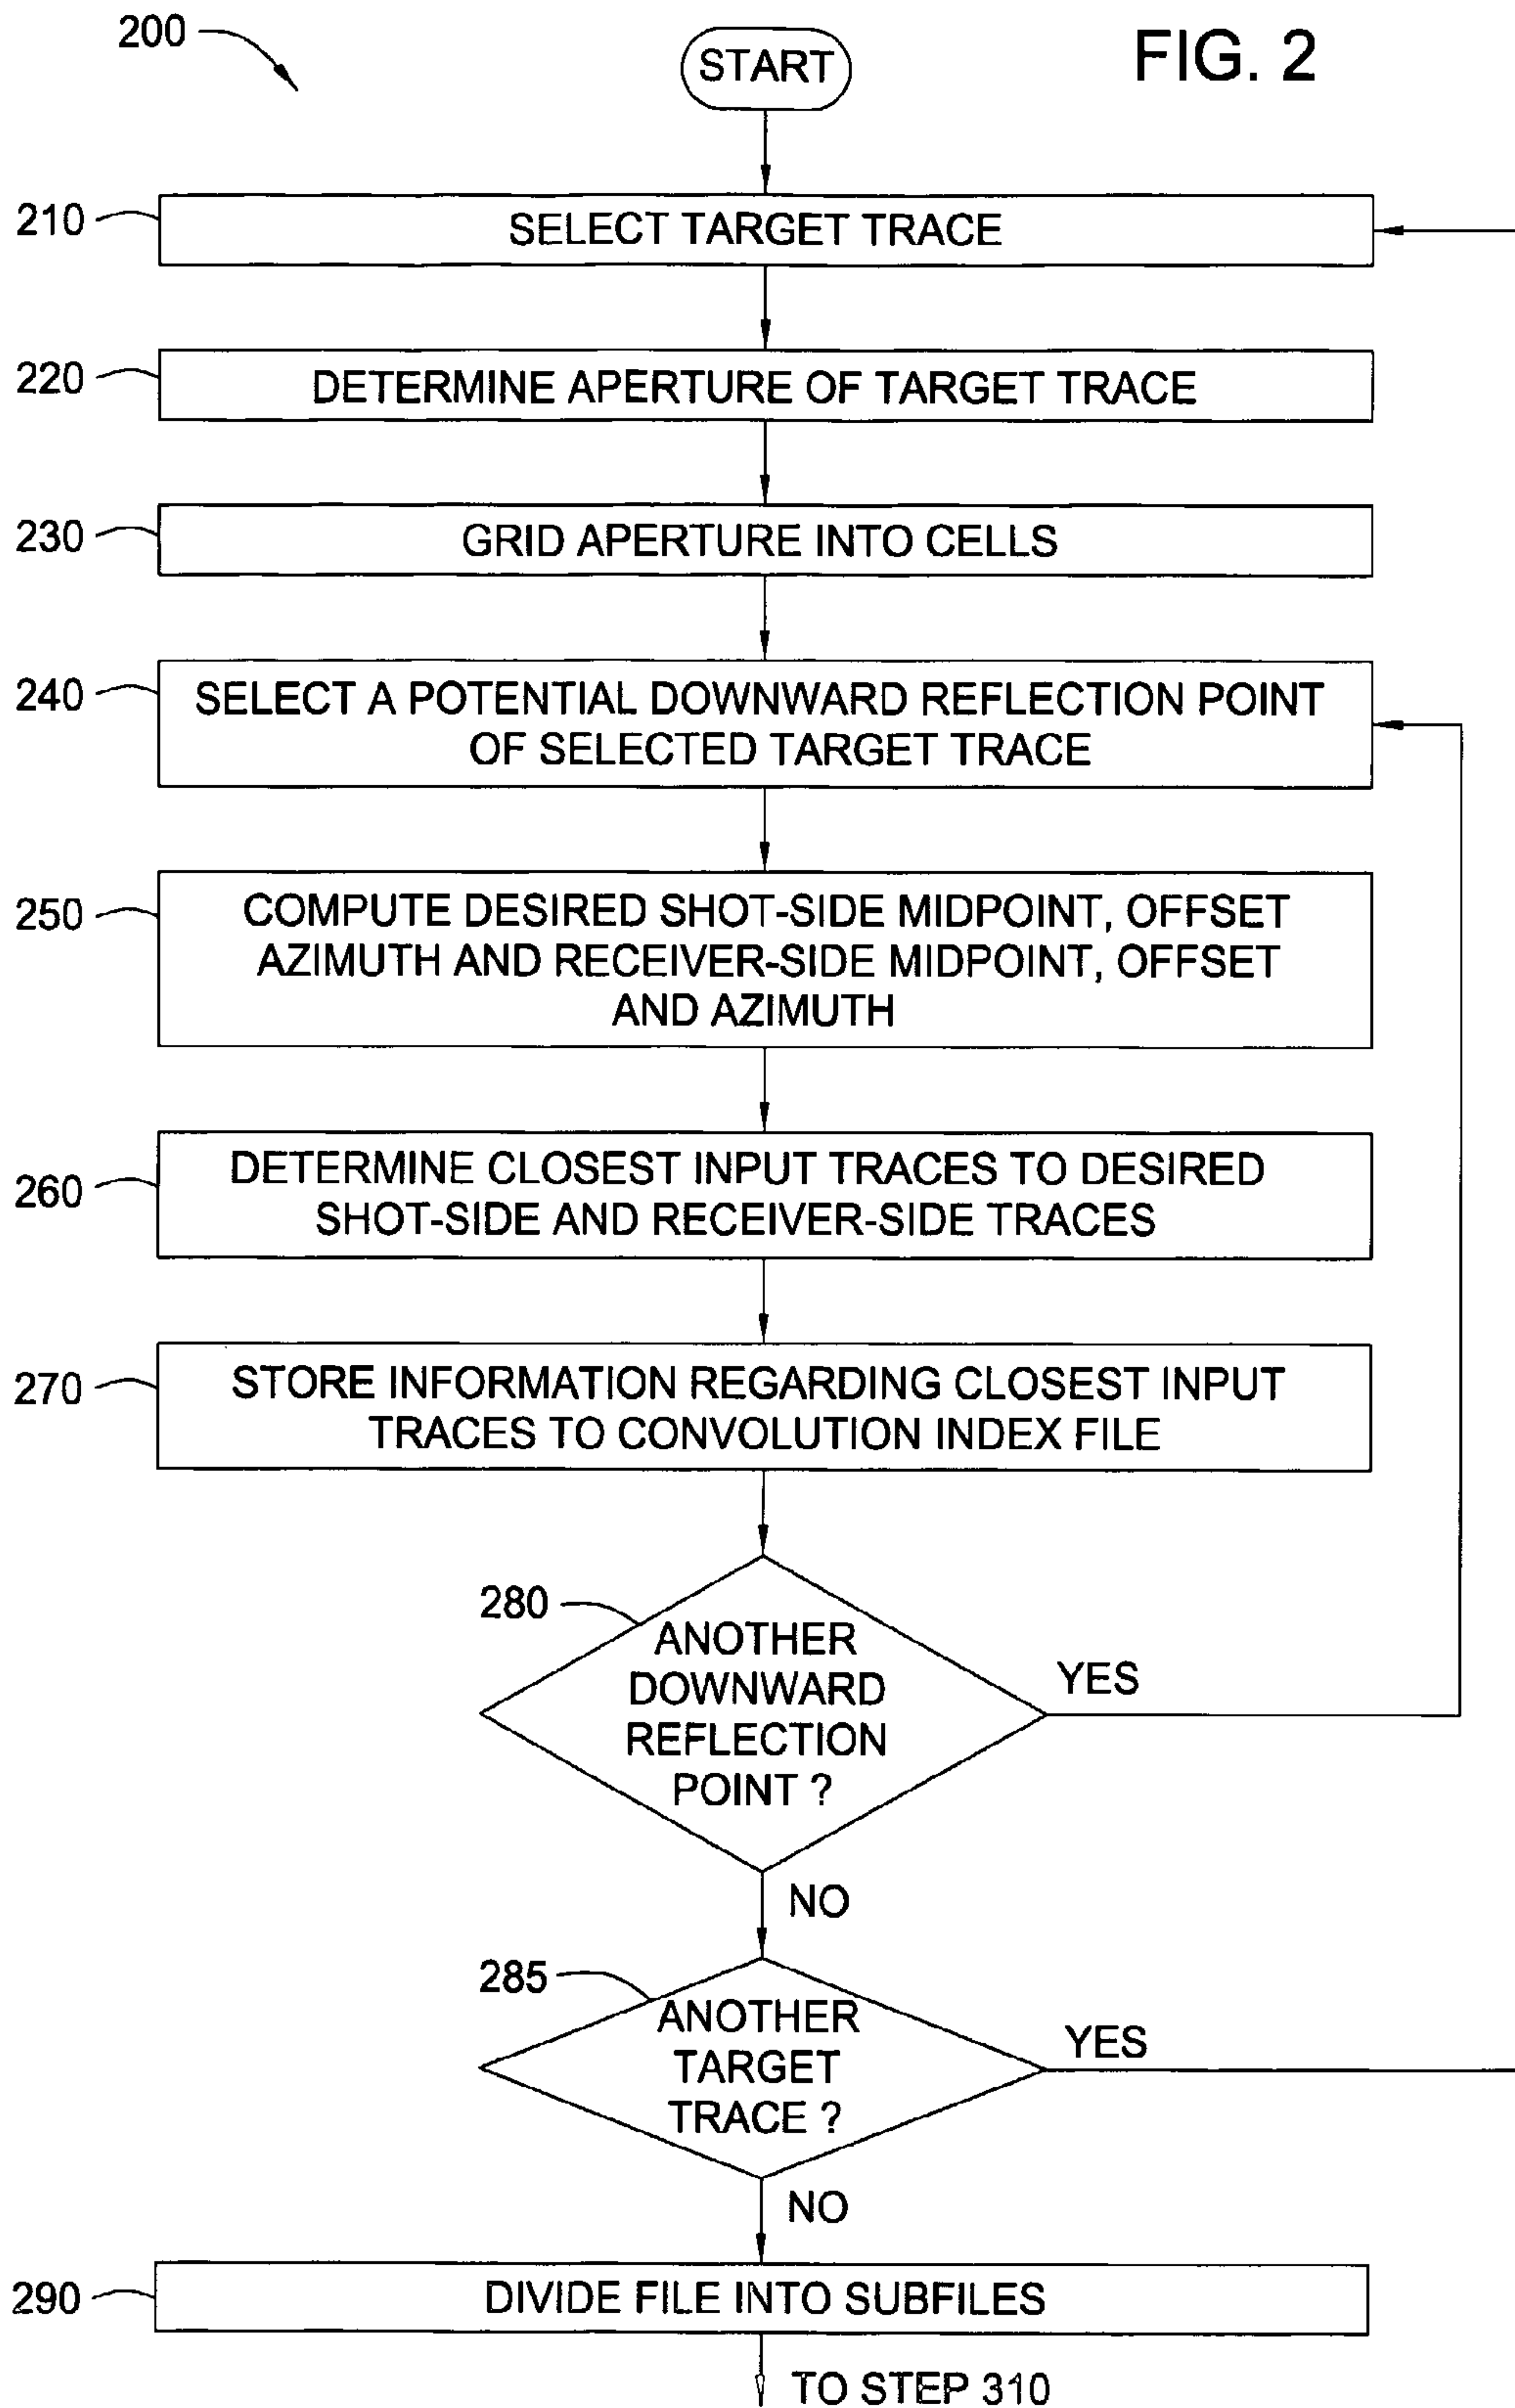 200
START
FIG. 2
210
SELECT TARGET TRACE
220
DETERMINE APERTURE OF TARGET TRACE
230
GRID APERTURE INTO CELLS
240
SELECT A POTENTIAL DOWNWARD REFLECTION POINT
OF SELECTED TARGET TRACE
250
COMPUTE DESIRED SHOT-SIDE MIDPOINT, OFFSET
AZIMUTH AND RECEIVER-SIDE MIDPOINT, OFFSET
AND AZIMUTH
260
DETERMINE CLOSEST INPUT TRACES TO DESIRED
SHOT-SIDE AND RECEIVER-SIDE TRACES
270
STORE INFORMATION REGARDING CLOSEST INPUT
TRACES TO CONVOLUTION INDEX FILE
280
ANOTHER
DOWNWARD
REFLECTION
POINT ?
YES
NO
285
ANOTHER
TARGET
TRACE ?
YES
NO
290
DIVIDE FILE INTO SUBFILES
TO STEP 310